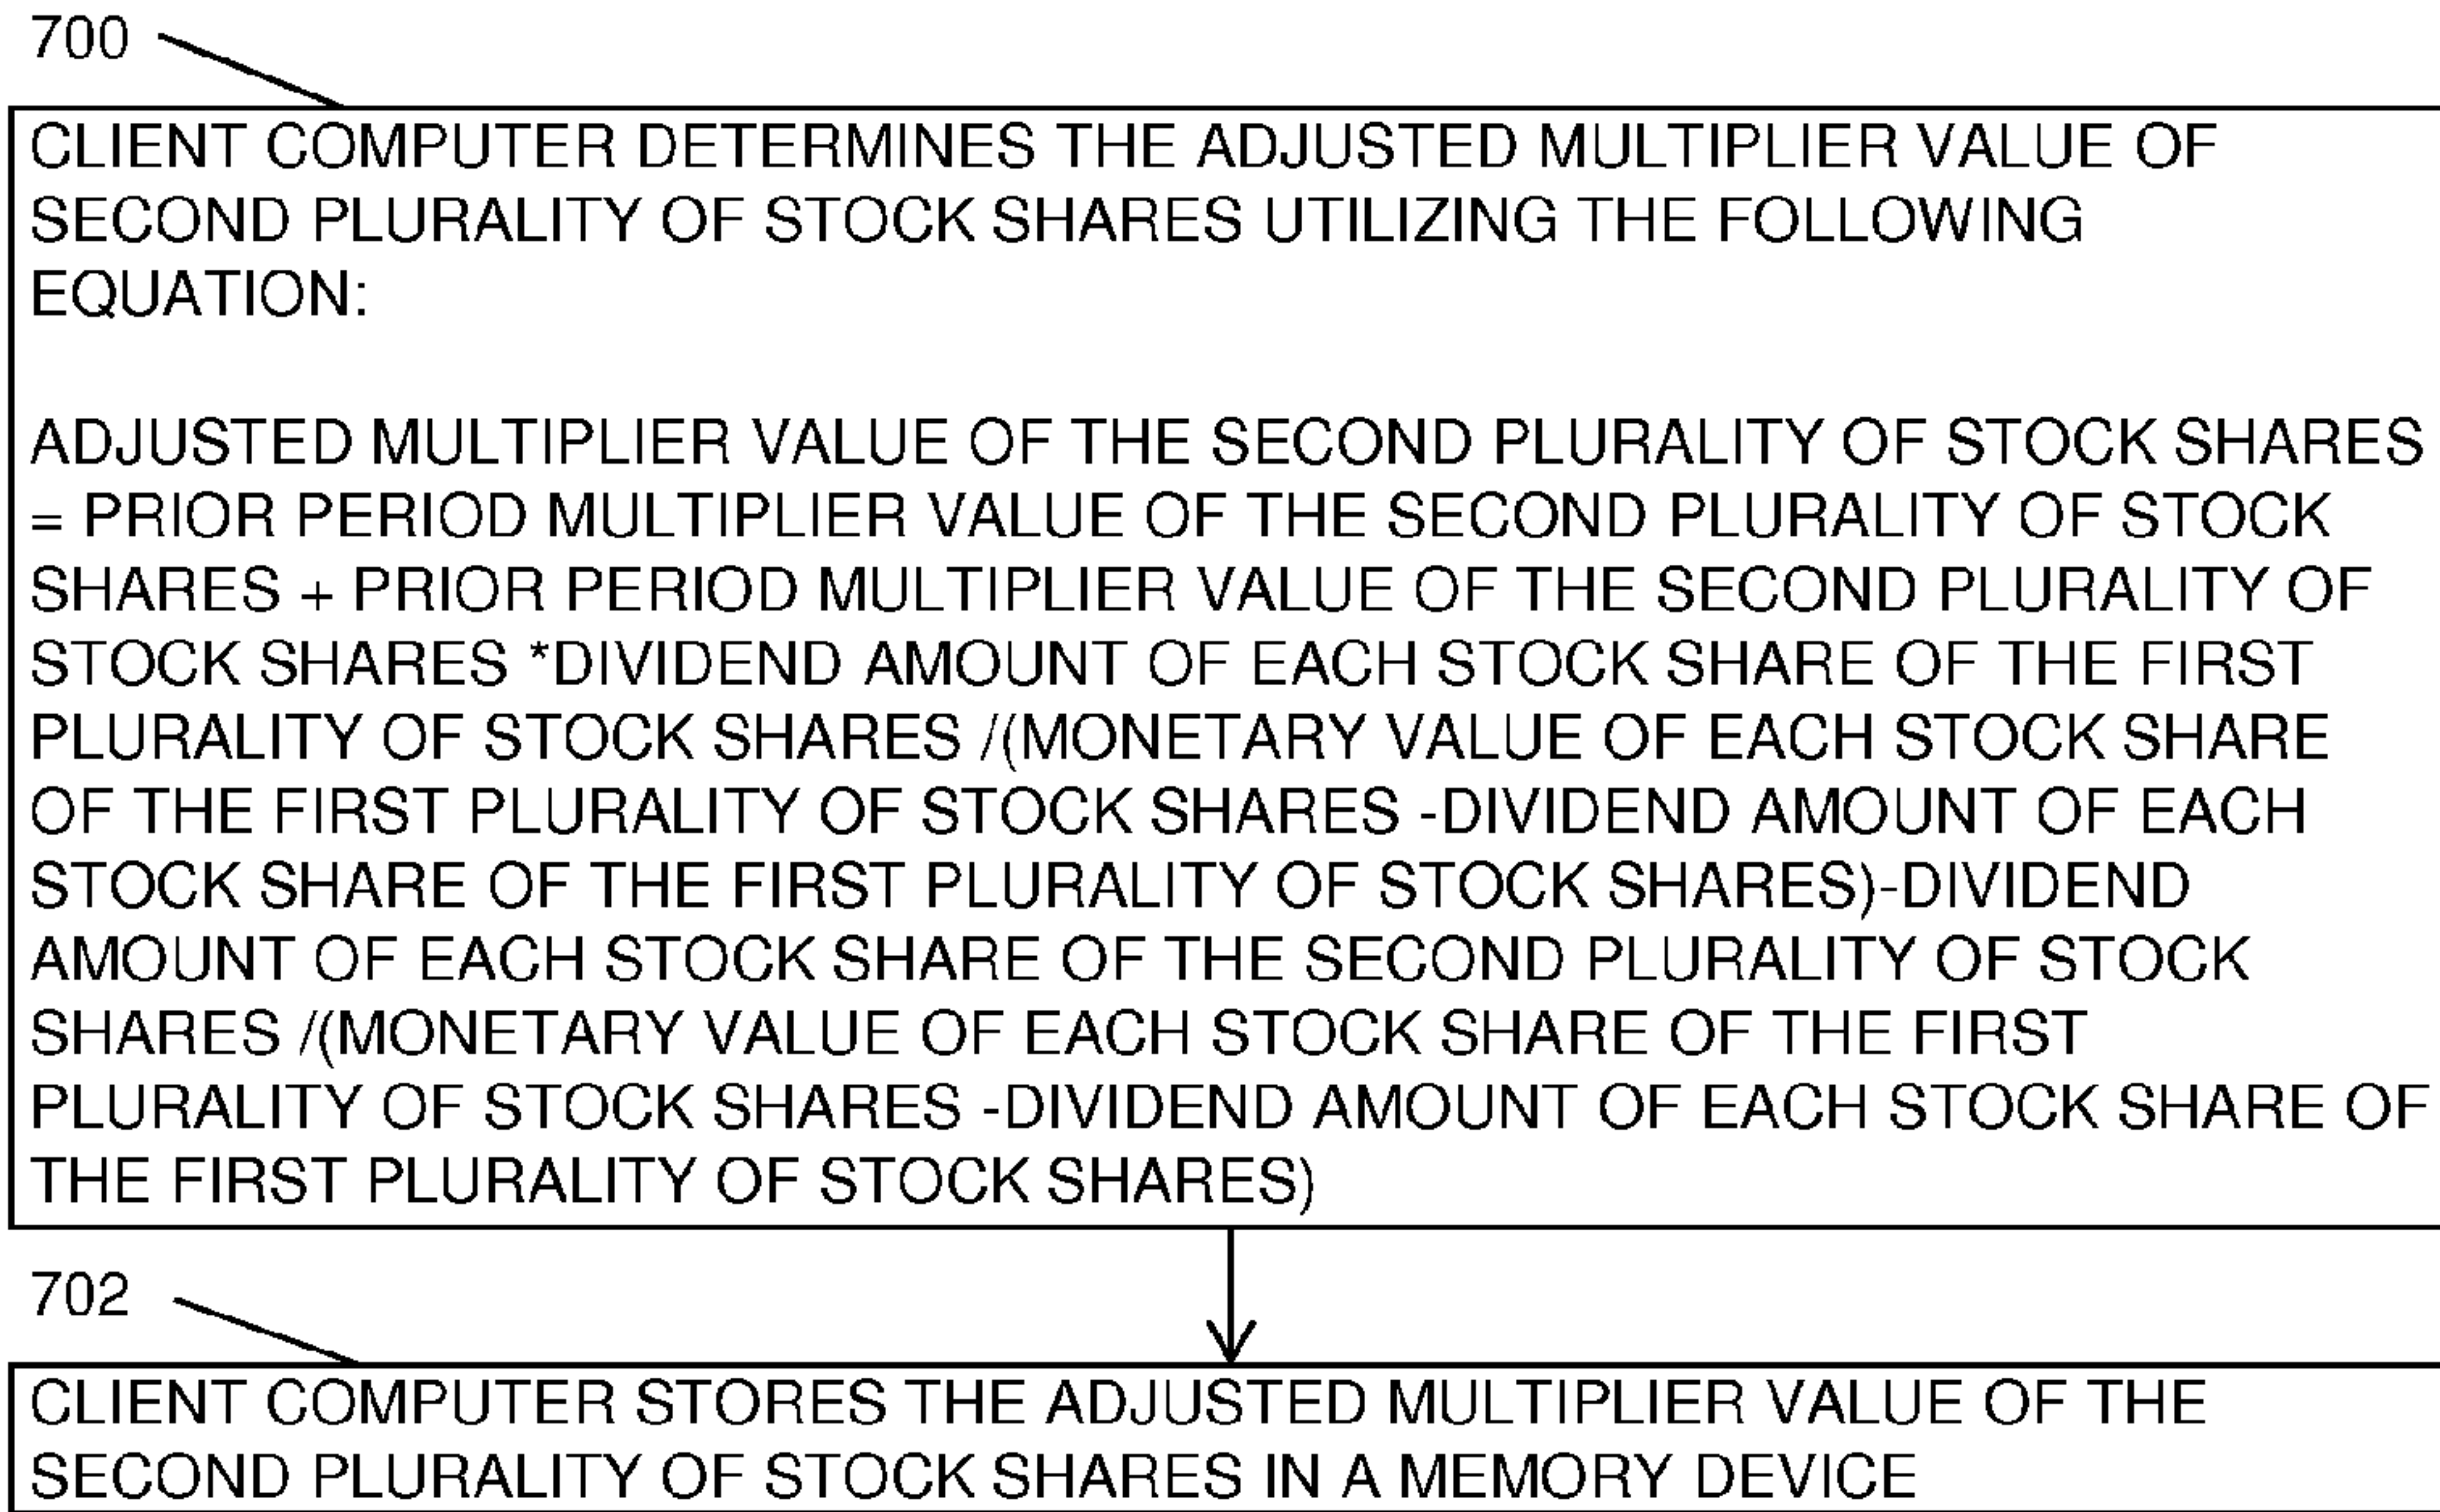 700
CLIENT COMPUTER DETERMINES THE ADJUSTED MULTIPLIER VALUE OF
SECOND PLURALITY OF STOCK SHARES UTILIZING THE FOLLOWING
EQUATION:
ADJUSTED MULTIPLIER VALUE OF THE SECOND PLURALITY OF STOCK SHARES
= PRIOR PERIOD MULTIPLIER VALUE OF THE SECOND PLURALITY OF STOCK
SHARES + PRIOR PERIOD MULTIPLIER VALUE OF THE SECOND PLURALITY OF
STOCK SHARES *DIVIDEND AMOUNT OF EACH STOCK SHARE OF THE FIRST
PLURALITY OF STOCK SHARES /(MONETARY VALUE OF EACH STOCK SHARE
OF THE FIRST PLURALITY OF STOCK SHARES -DIVIDEND AMOUNT OF EACH
STOCK SHARE OF THE FIRST PLURALITY OF STOCK SHARES)-DIVIDEND
AMOUNT OF EACH STOCK SHARE OF THE SECOND PLURALITY OF STOCK
SHARES /(MONETARY VALUE OF EACH STOCK SHARE OF THE FIRST
PLURALITY OF STOCK SHARES -DIVIDEND AMOUNT OF EACH STOCK SHARE OF
THE FIRST PLURALITY OF STOCK SHARES)
702
CLIENT COMPUTER STORES THE ADJUSTED MULTIPLIER VALUE OF THE
SECOND PLURALITY OF STOCK SHARES IN A MEMORY DEVICE